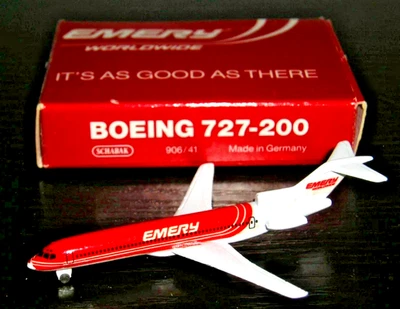 EMERY
WORLDWIDE
IT'S AS GOOD AS THERE
BOEING 727-200
SCHABAK 906/41 Made in Germany
EMERY
EMERY